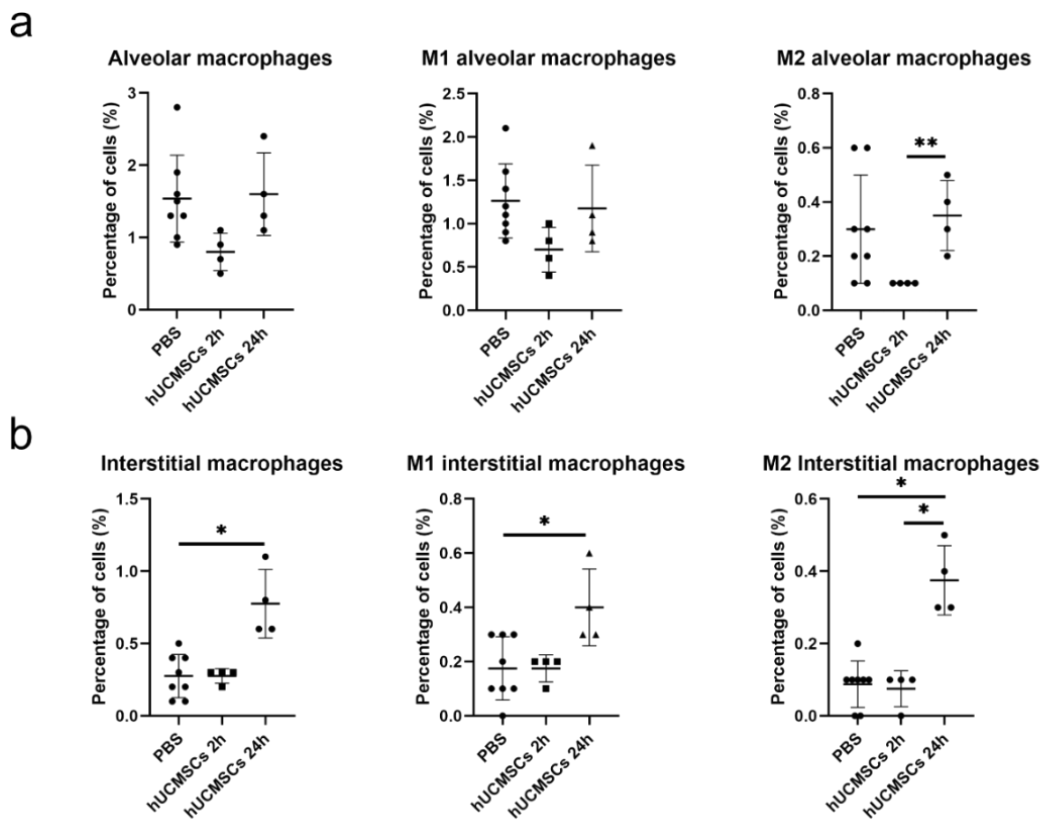 a
Alveolar macrophages
Percentage of cells (%)
3
2
1
0
PBS
hUCMSCs 2h
hUCMSCs 24h
M1 alveolar macrophages
Percentage of cells (%)
2.5
2.0
1.5
1.0
0.5
0.0
PBS
hUCMSCs 2h
hUCMSCs 24h
M2 alveolar macrophages
Percentage of cells (%)
0.8
0.6
0.4
0.2
0.0
**
PBS
hUCMSCs 2h
hUCMSCs 24h
b
Interstitial macrophages
Percentage of cells (%)
1.5
1.0
0.5
0.0
*
PBS
hUCMSCs 2h
hUCMSCs 24h
M1 interstitial macrophages
Percentage of cells (%)
0.8
0.6
0.4
0.2
0.0
*
PBS
hUCMSCs 2h
hUCMSCs 24h
M2 Interstitial macrophages
Percentage of cells (%)
0.6
0.4
0.2
0.0
*
*
PBS
hUCMSCs 2h
hUCMSCs 24h